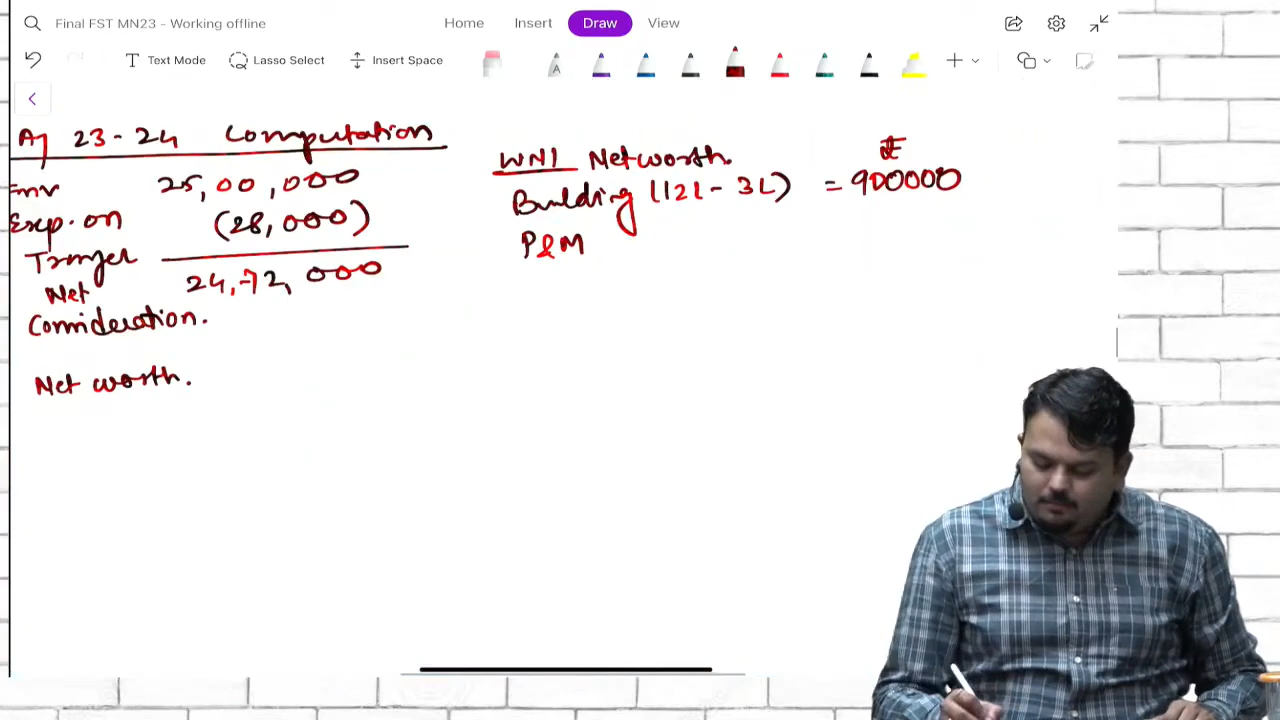 Final FST MN23 - Working offline
Home Insert Draw View
Text Mode Lasso Select Insert Space
Ay 23-24 Computation
Fmv 25,00,000
Exp. on (28,000)
Transfer
Net 24,72,000
Consideration.
Net worth.
WN1 Networth. ₹
Building (12L - 3L) = 900000
P&M